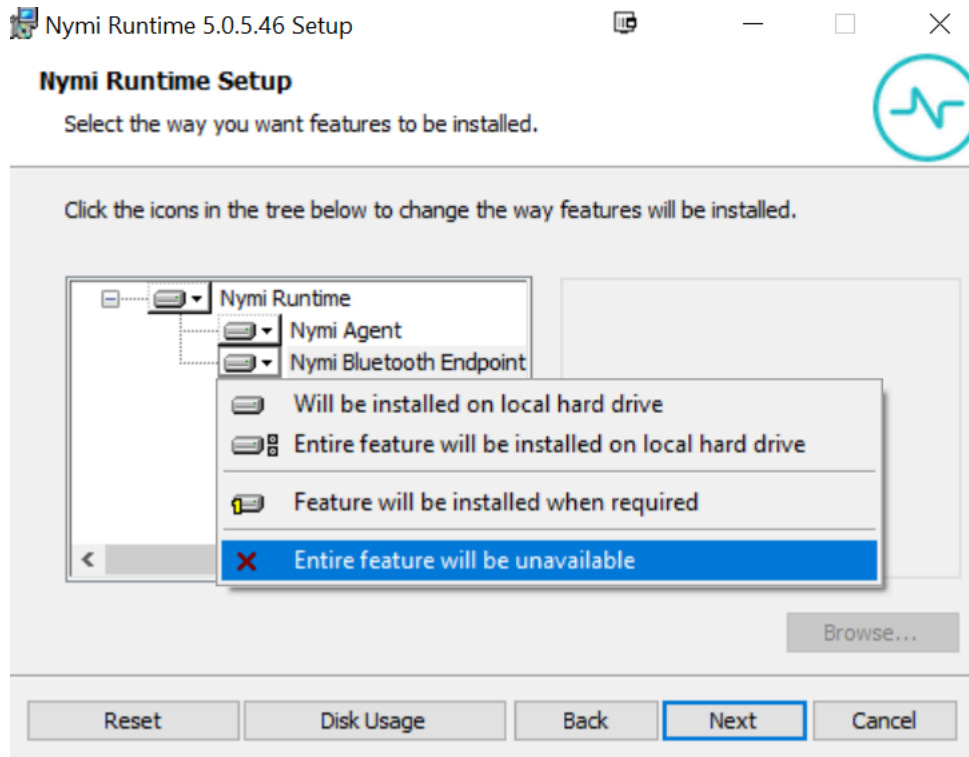 Nymi Runtime 5.0.5.46 Setup
Nymi Runtime Setup
Select the way you want features to be installed.
Click the icons in the tree below to change the way features will be installed.
Nymi Runtime
Nymi Agent
Nymi Bluetooth Endpoint
Will be installed on local hard drive
Entire feature will be installed on local hard drive
Feature will be installed when required
Entire feature will be unavailable
Browse...
Reset Disk Usage Back Next Cancel